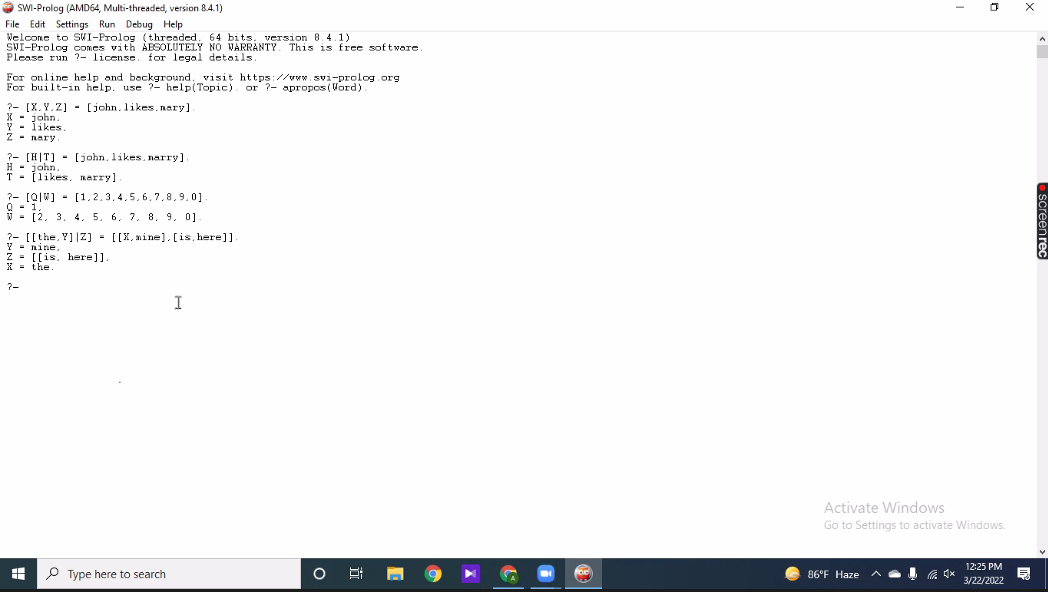 SWI-Prolog (AMD64, Multi-threaded, version 8.4.1)
File Edit Settings Run Debug Help
Welcome to SWI-Prolog (threaded, 64 bits, version 8.4.1)
SWI-Prolog comes with ABSOLUTELY NO WARRANTY. This is free software.
Please run ?- license. for legal details.
For online help and background, visit https://www.swi-prolog.org
For built-in help, use ?- help(Topic). or ?- apropos(Word).
?- [X,Y,Z] = [john,likes,mary].
X = john,
Y = likes,
Z = mary.
?- [H|T] = [john,likes,marry].
H = john,
T = [likes, marry].
?- [Q|W] = [1,2,3,4,5,6,7,8,9,0].
Q = 1,
W = [2, 3, 4, 5, 6, 7, 8, 9, 0].
?- [[the,Y]|Z] = [[X,mine],[is,here]].
Y = mine,
Z = [[is, here]],
X = the.
?-
screenrec
Activate Windows
Go to Settings to activate Windows.
Type here to search
A
86°F Haze
12:25 PM
3/22/2022